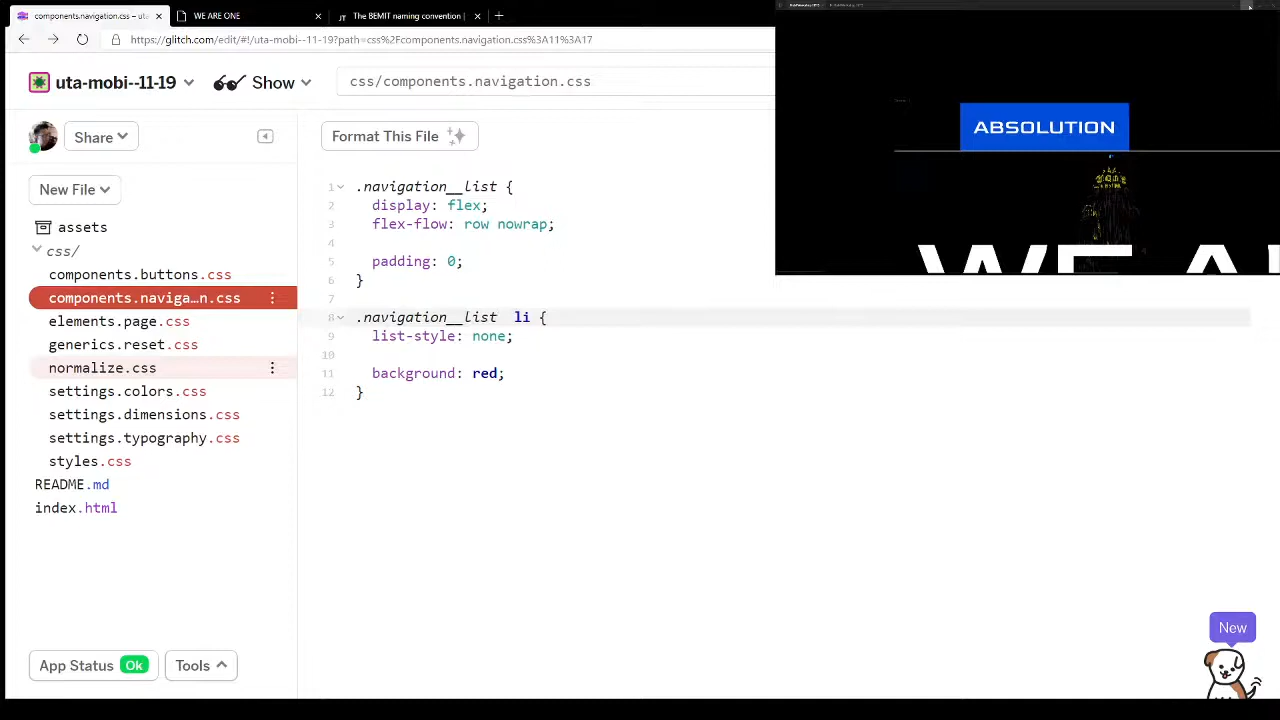 components.navigation.css – uta-
WE ARE ONE
JT The BEMIT naming convention |
https://glitch.com/edit/#!/uta-mobi--11-19?path=css%2Fcomponents.navigation.css%3A11%3A17
uta-mobi--11-19
Show
css/components.navigation.css
ABSOLUTION
WE A
Share
Format This File
New File
assets
css/
components.buttons.css
components.naviga…n.css
elements.page.css
generics.reset.css
normalize.css
settings.colors.css
settings.dimensions.css
settings.typography.css
styles.css
README.md
index.html
1 .navigation__list {
2 display: flex;
3 flex-flow: row nowrap;
4
5 padding: 0;
6 }
7
8 .navigation__list  li {
9 list-style: none;
10
11 background: red;
12 }
New
App Status Ok
Tools